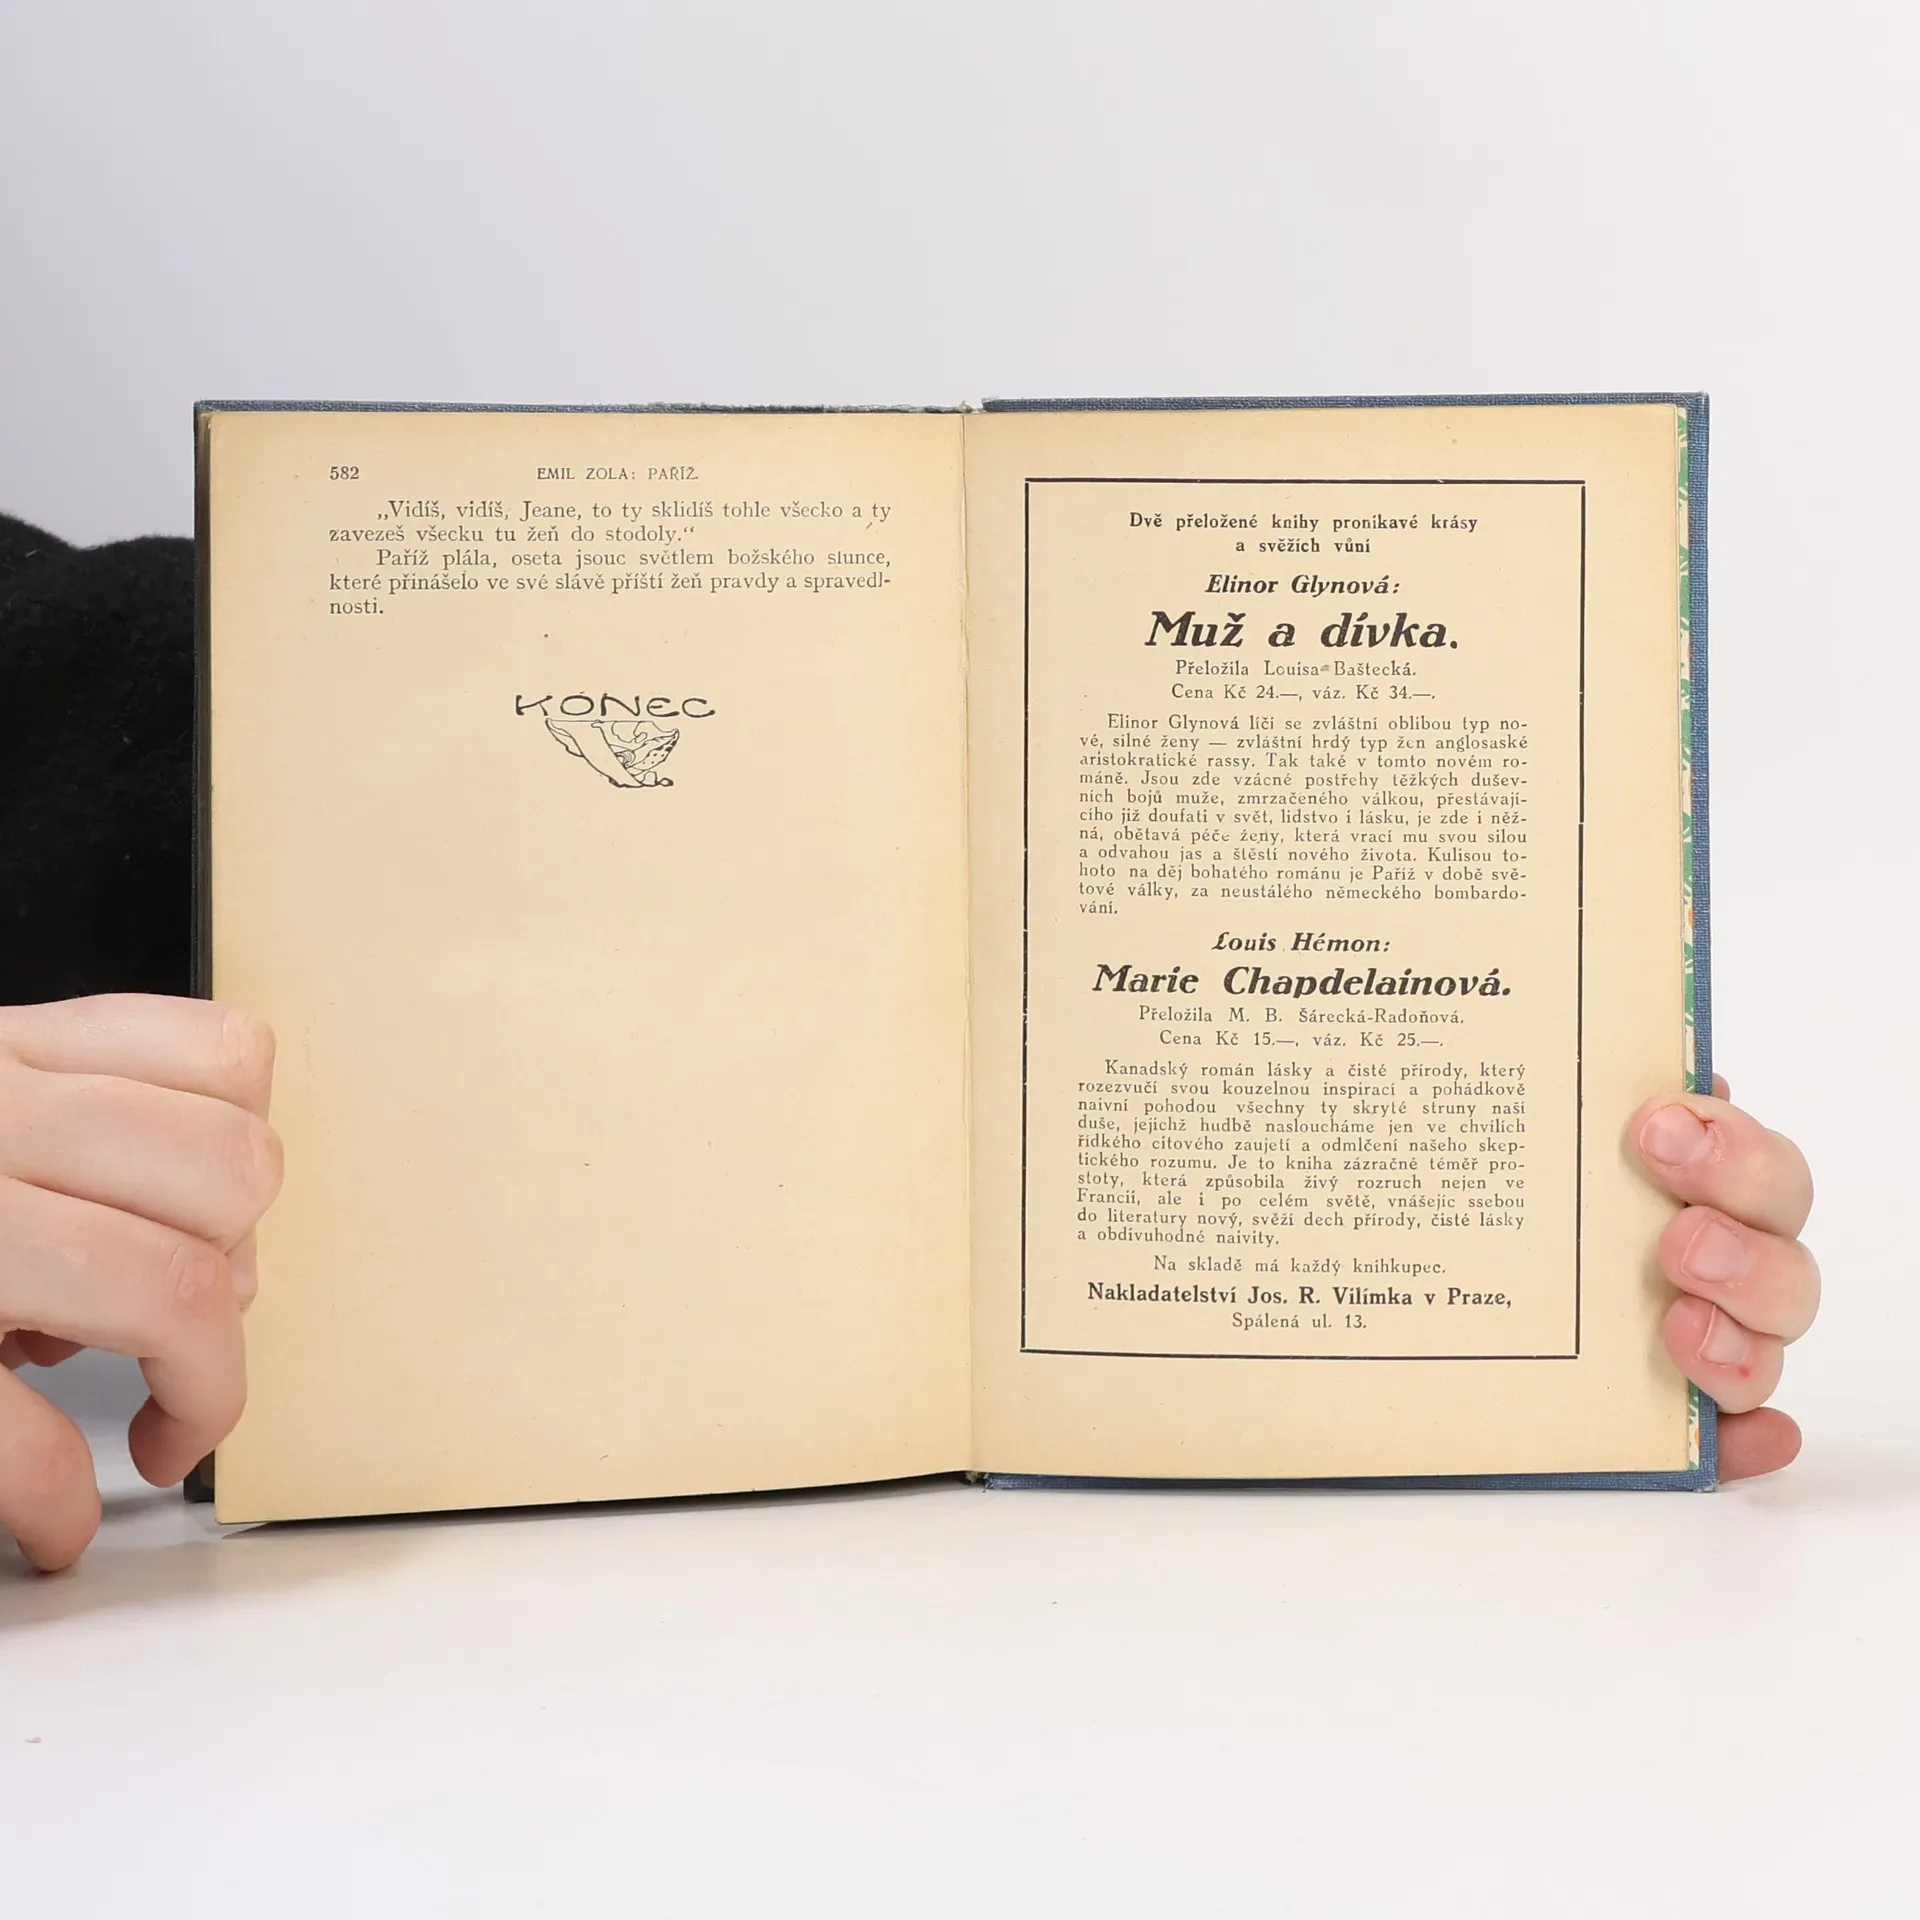 582
EMIL ZOLA: PAŘÍŽ.
„Vidíš, vidíš, Jeane, to ty sklidíš tohle všecko a ty
zavezeš všecku tu žeň do stodoly.“
Paříž plála, oseta jsouc světlem božského slunce,
které přinášelo ve své slávě příští žeň pravdy a spravedl-
nosti.
KONEC
Dvě přeložené knihy pronikavé krásy
a svěžích vůní
Elinor Glynová:
Muž a dívka.
Přeložila Louisa Baštecká.
Cena Kč 24.—, váz. Kč 34.—.
Elinor Glynová líčí se zvláštní oblibou typ no-
vé, silné ženy — zvláštní hrdý typ žen anglosaské
aristokratické rassy. Tak také v tomto novém ro-
máně. Jsou zde vzácné postřehy těžkých dušev-
ních bojů muže, zmrzačeného válkou, přestávají-
cího již doufati v svět, lidstvo i lásku, je zde i něž-
ná, obětavá péče ženy, která vrací mu svou silou
a odvahou jas a štěstí nového života. Kulisou to-
hoto na děj bohatého románu je Paříž v době svě-
tové války, za neustálého německého bombardo-
vání.
Louis Hémon:
Marie Chapdelainová.
Přeložila M. B. Šárecká-Radoňová.
Cena Kč 15.—, váz. Kč 25.—.
Kanadský román lásky a čisté přírody, který
rozezvučí svou kouzelnou inspirací a pohádkově
naivní pohodou všechny ty skryté struny naší
duše, jejichž hudbě nasloucháme jen ve chvílích
řídkého citového zaujetí a odmlčení našeho skep-
tického rozumu. Je to kniha zázračné téměř pro-
stoty, která způsobila živý rozruch nejen ve
Francii, ale i po celém světě, vnášejíc ssebou
do literatury nový, svěží dech přírody, čisté lásky
a obdivuhodné naivity.
Na skladě má každý knihkupec.
Nakladatelství Jos. R. Vilímka v Praze,
Spálená ul. 13.